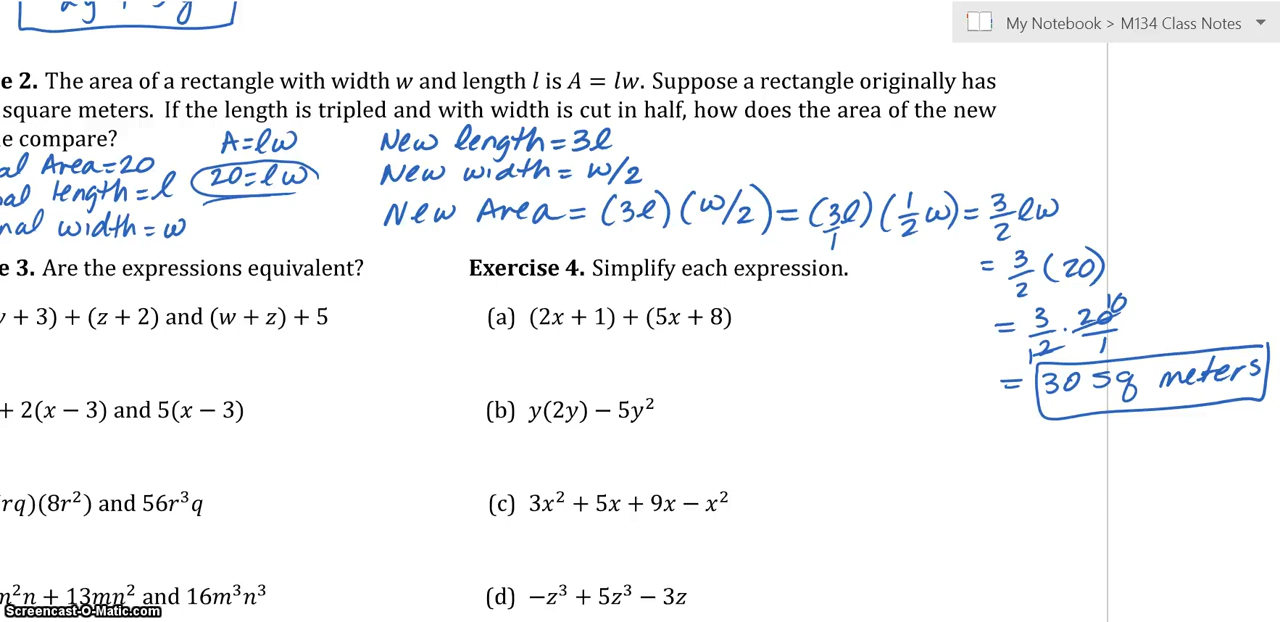 My Notebook > M134 Class Notes
e 2. The area of a rectangle with width w and length l is A = lw. Suppose a rectangle originally has
square meters. If the length is tripled and with width is cut in half, how does the area of the new
e compare?
A=lw
New length=3l
al Area=20
20=lw
New width = w/2
nal length=l
New Area = (3l)(w/2) = (3l/1)(1/2 w) = 3/2 lw
nal width=w
= 3/2 (20)
= 3/2 1 · 20/1 10
= 30 sq meters
e 3. Are the expressions equivalent?
Exercise 4. Simplify each expression.
+ 3) + (z + 2) and (w + z) + 5
(a) (2x + 1) + (5x + 8)
+ 2(x − 3) and 5(x − 3)
(b) y(2y) − 5y²
rq)(8r²) and 56r³q
(c) 3x² + 5x + 9x − x²
n²n + 13mn² and 16m³n³
(d) −z³ + 5z³ − 3z
Screencast-O-Matic.com